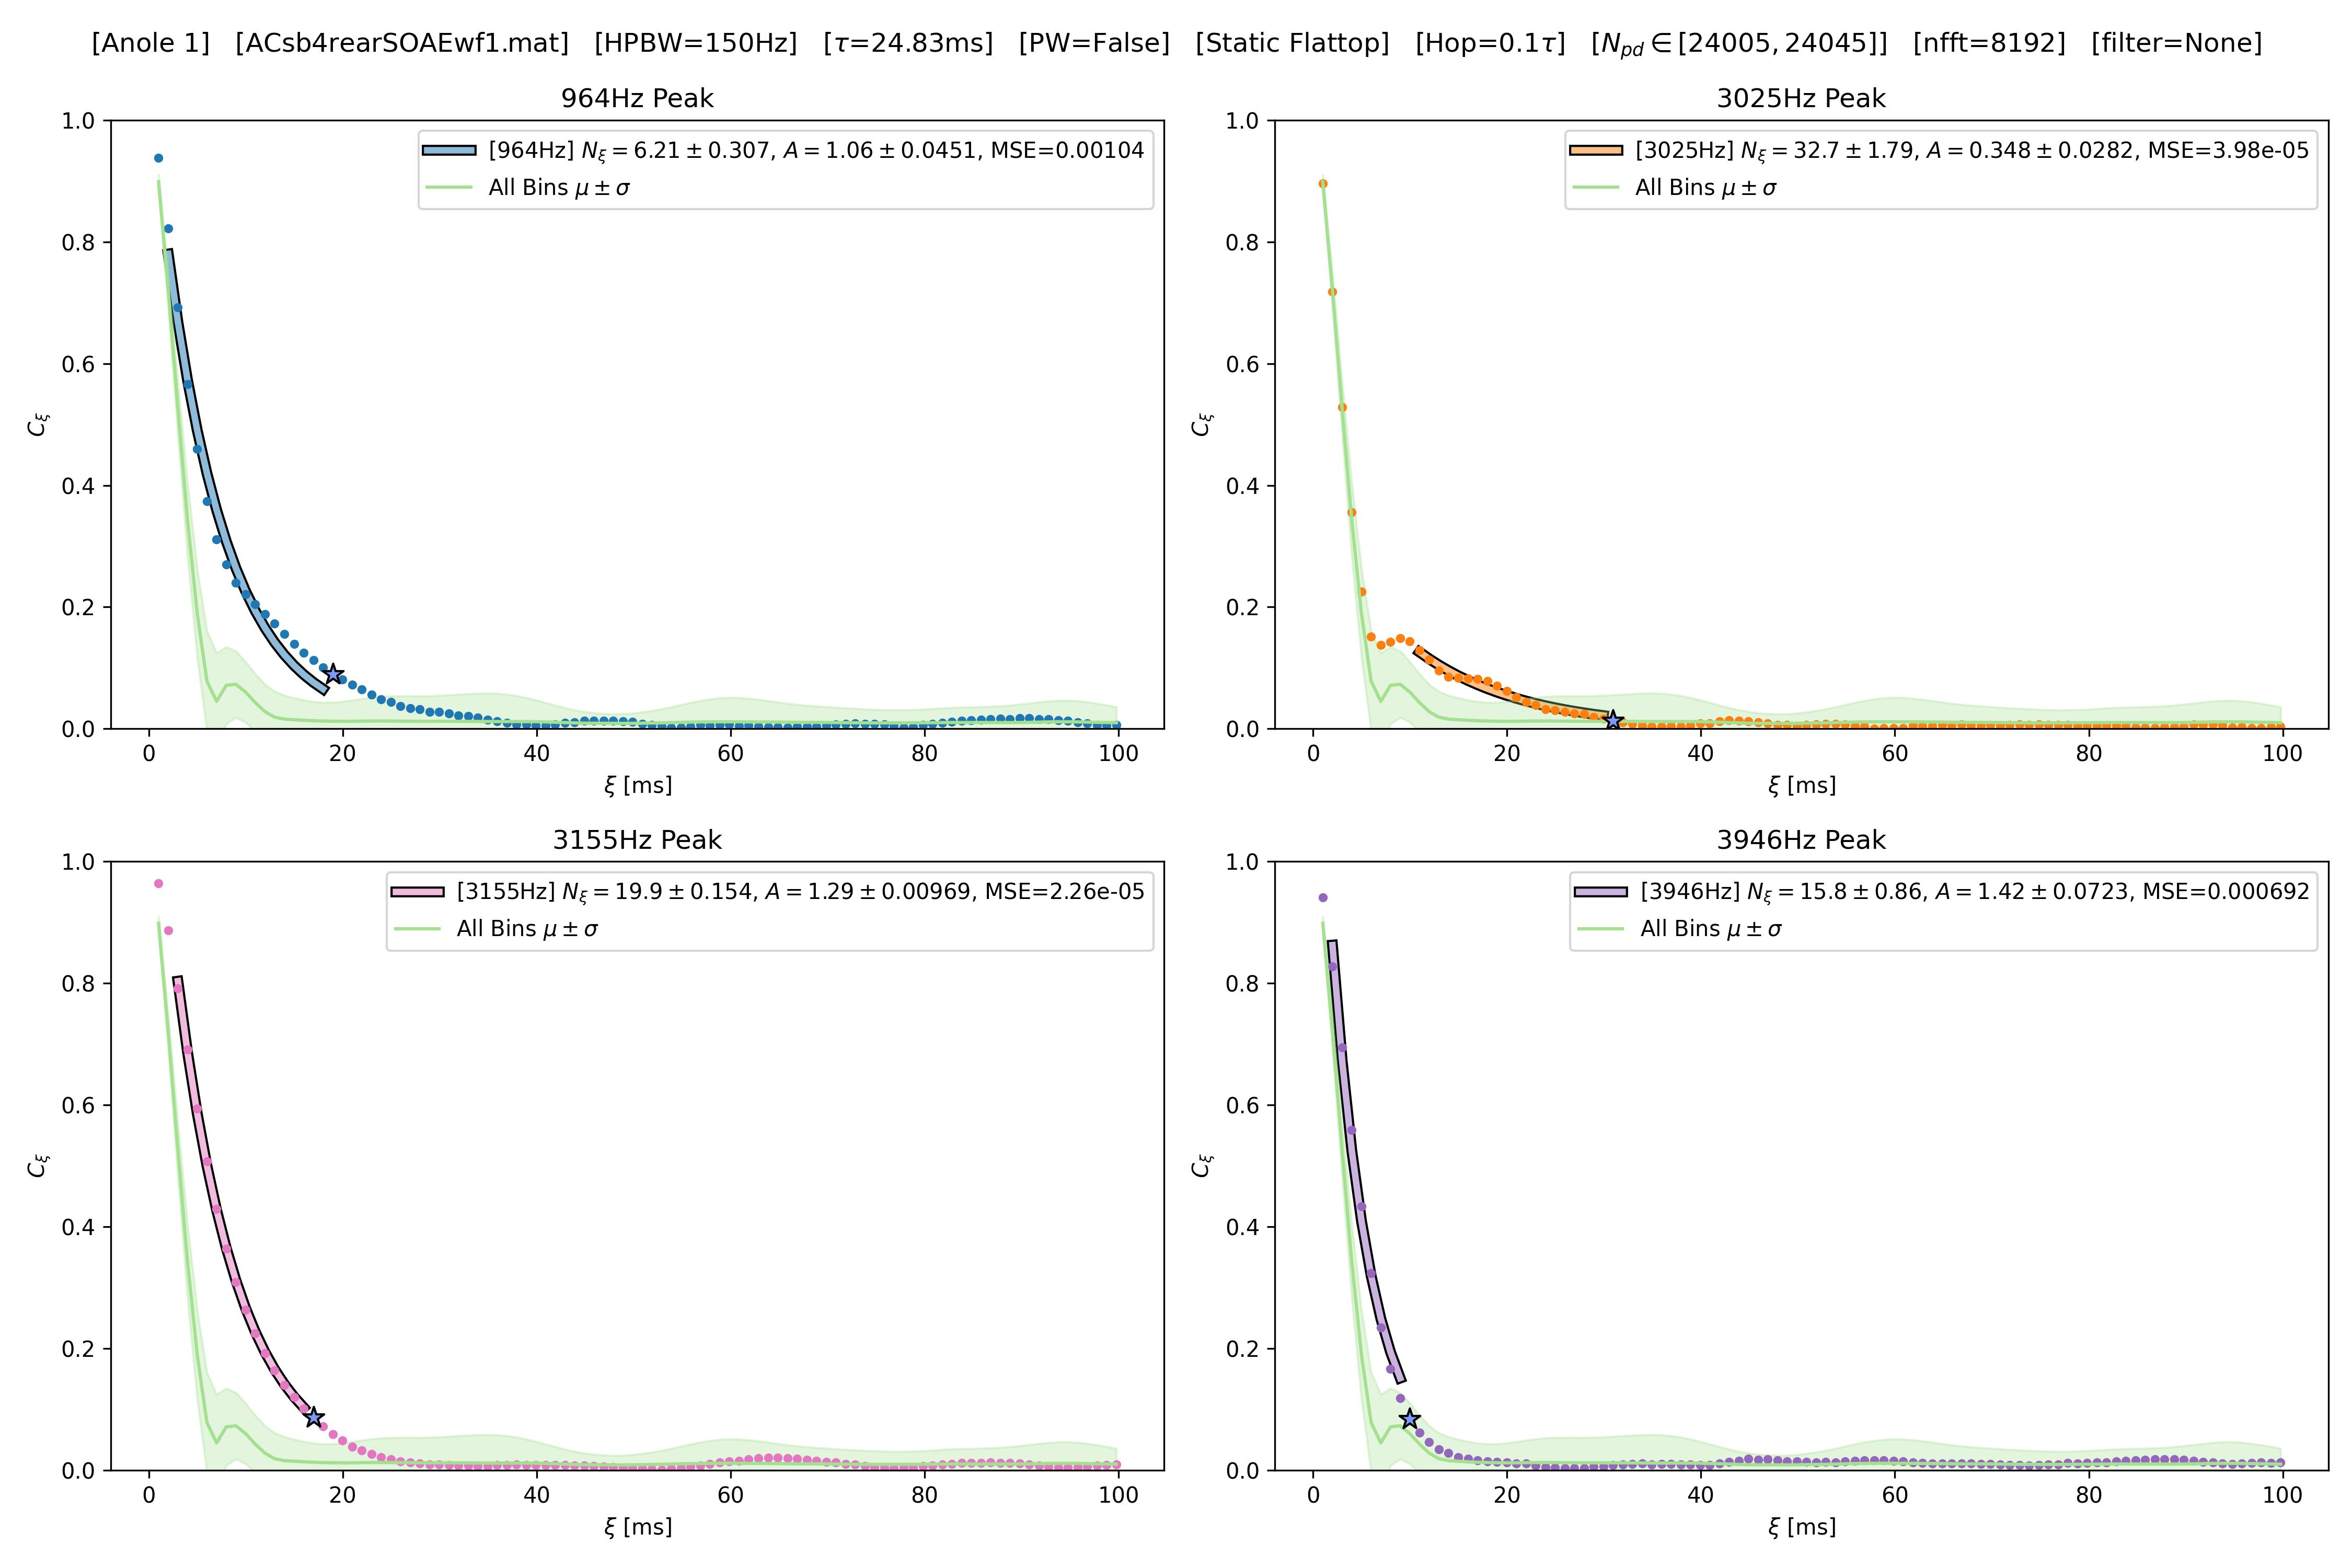 [Anole 1] [ACsb4rearSOAEwf1.mat] [HPBW=150Hz] [τ=24.83ms] [PW=False] [Static Flattop] [Hop=0.1τ] [N_pd ∈ [24005, 24045]] [nfft=8192] [filter=None]
964Hz Peak
[964Hz] N_ξ = 6.21 ± 0.307, A = 1.06 ± 0.0451, MSE=0.00104
All Bins μ ± σ
C_ξ
1.0
0.8
0.6
0.4
0.2
0.0
0 20 40 60 80 100
ξ [ms]
3025Hz Peak
[3025Hz] N_ξ = 32.7 ± 1.79, A = 0.348 ± 0.0282, MSE=3.98e-05
All Bins μ ± σ
C_ξ
1.0
0.8
0.6
0.4
0.2
0.0
0 20 40 60 80 100
ξ [ms]
3155Hz Peak
[3155Hz] N_ξ = 19.9 ± 0.154, A = 1.29 ± 0.00969, MSE=2.26e-05
All Bins μ ± σ
C_ξ
1.0
0.8
0.6
0.4
0.2
0.0
0 20 40 60 80 100
ξ [ms]
3946Hz Peak
[3946Hz] N_ξ = 15.8 ± 0.86, A = 1.42 ± 0.0723, MSE=0.000692
All Bins μ ± σ
C_ξ
1.0
0.8
0.6
0.4
0.2
0.0
0 20 40 60 80 100
ξ [ms]